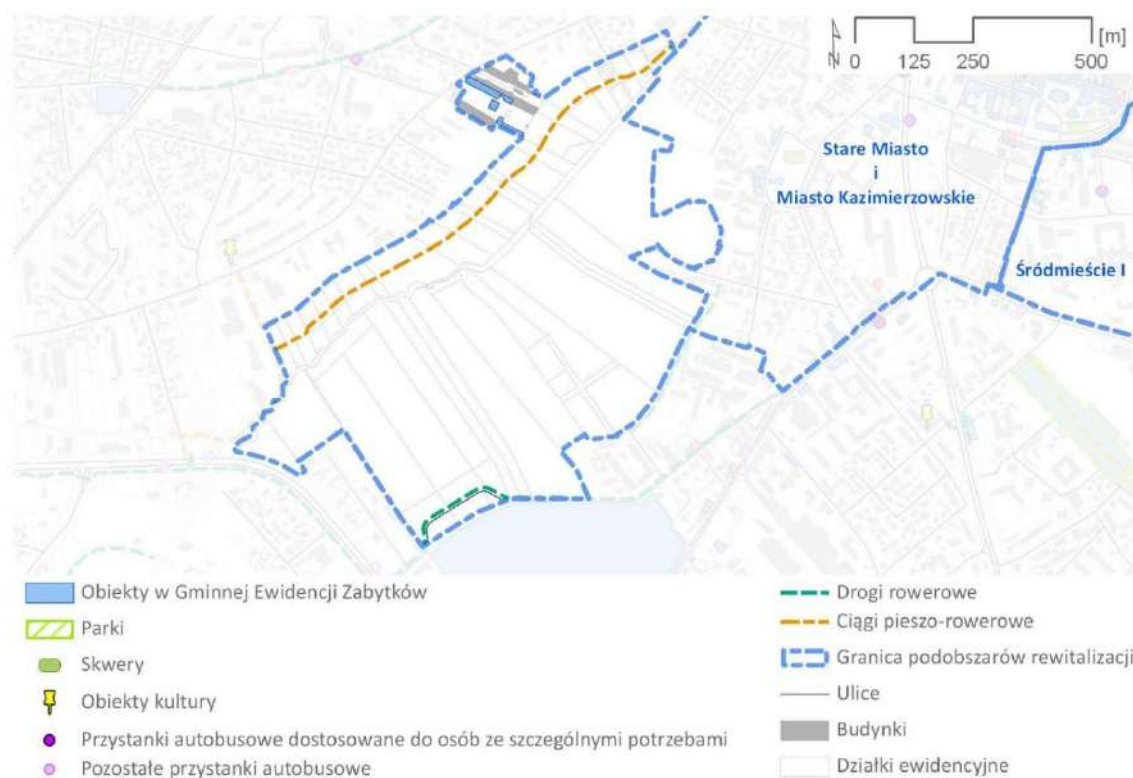 [m]
N 0 125 250 500
Stare Miasto
i
Miasto Kazimierzowskie
Śródmieście I
Obiekty w Gminnej Ewidencji Zabytków
Parki
Skwery
Obiekty kultury
Przystanki autobusowe dostosowane do osób ze szczególnymi potrzebami
Pozostałe przystanki autobusowe
Drogi rowerowe
Ciągi pieszo-rowerowe
Granica podobszarów rewitalizacji
Ulice
Budynki
Działki ewidencyjne